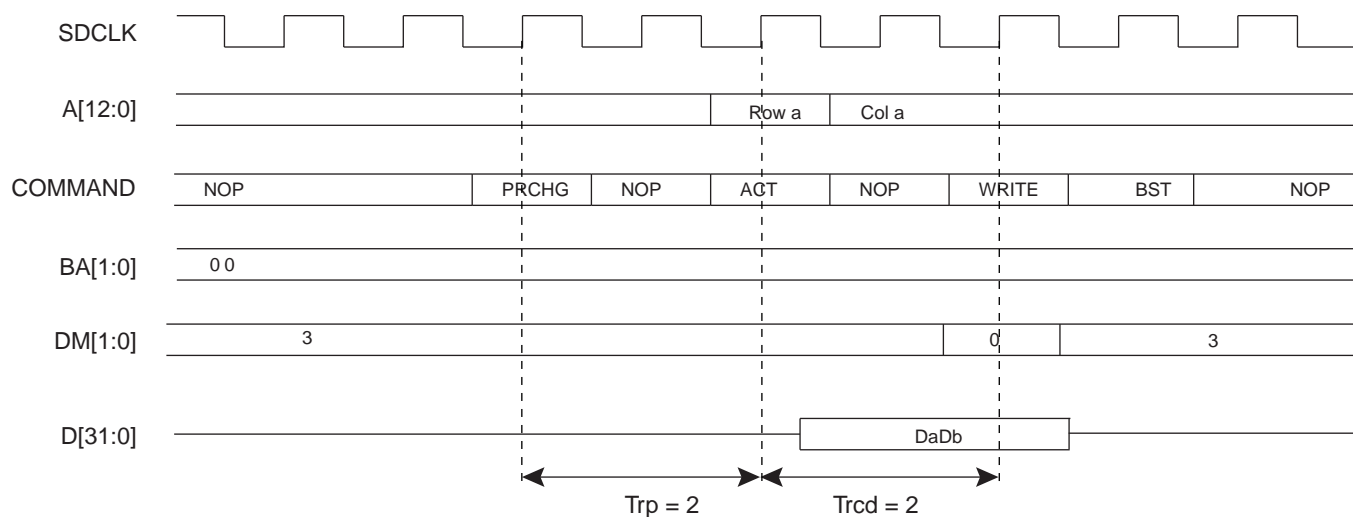 SDCLK
A[12:0] Row a Col a
COMMAND NOP PRCHG NOP ACT NOP WRITE BST NOP
BA[1:0] 0 0
DM[1:0] 3 0 3
D[31:0] DaDb
Trp = 2 Trcd = 2